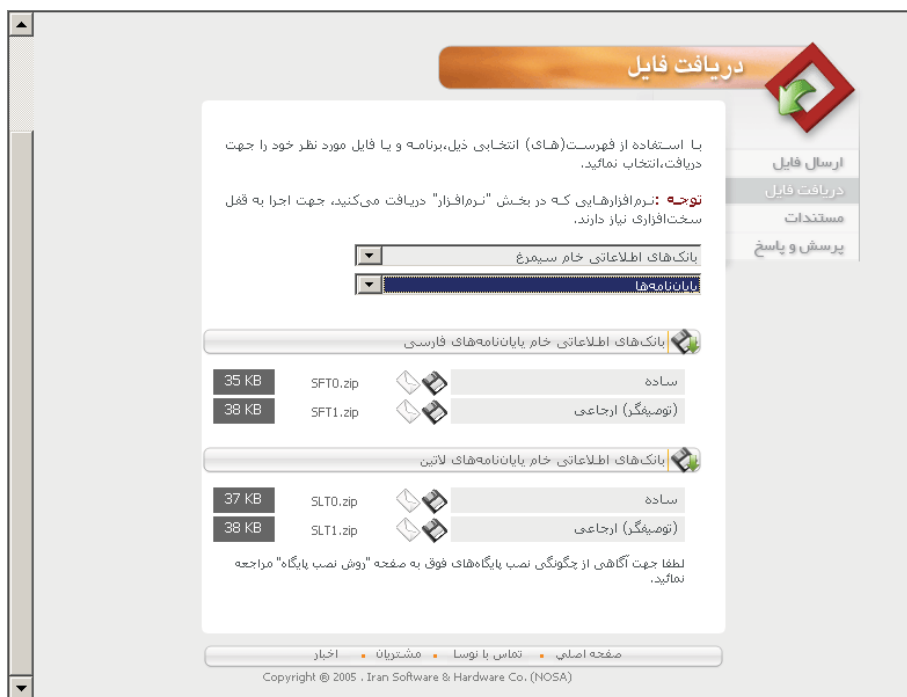 دریافت فایل
ارسال فایل
دریافت فایل
مستندات
پرسش و پاسخ
با استفاده از فهرست(های) انتخابی ذیل،برنامه و یا فایل مورد نظر خود را جهت
دریافت،انتخاب نمائید.
توجه :نرم‌افزارهایی که در بخش "نرم‌افزار" دریافت می‌کنید، جهت اجرا به قفل
سخت‌افزاری نیاز دارند.
بانک‌های اطلاعاتی خام سیمرغ
پایان‌نامه‌ها
بانک‌های اطلاعاتی خام پایان‌نامه‌های فارسی
ساده SFT0.zip 35 KB
(توصیفگر) ارجاعی SFT1.zip 38 KB
بانک‌های اطلاعاتی خام پایان‌نامه‌های لاتین
ساده SLT0.zip 37 KB
(توصیفگر) ارجاعی SLT1.zip 38 KB
لطفا جهت آگاهی از چگونگی نصب پایگاه‌های فوق به صفحه "روش نصب پایگاه" مراجعه
نمائید.
صفحه اصلی • تماس با نوسا • مشتریان • اخبار
Copyright © 2005 . Iran Software & Hardware Co. (NOSA)